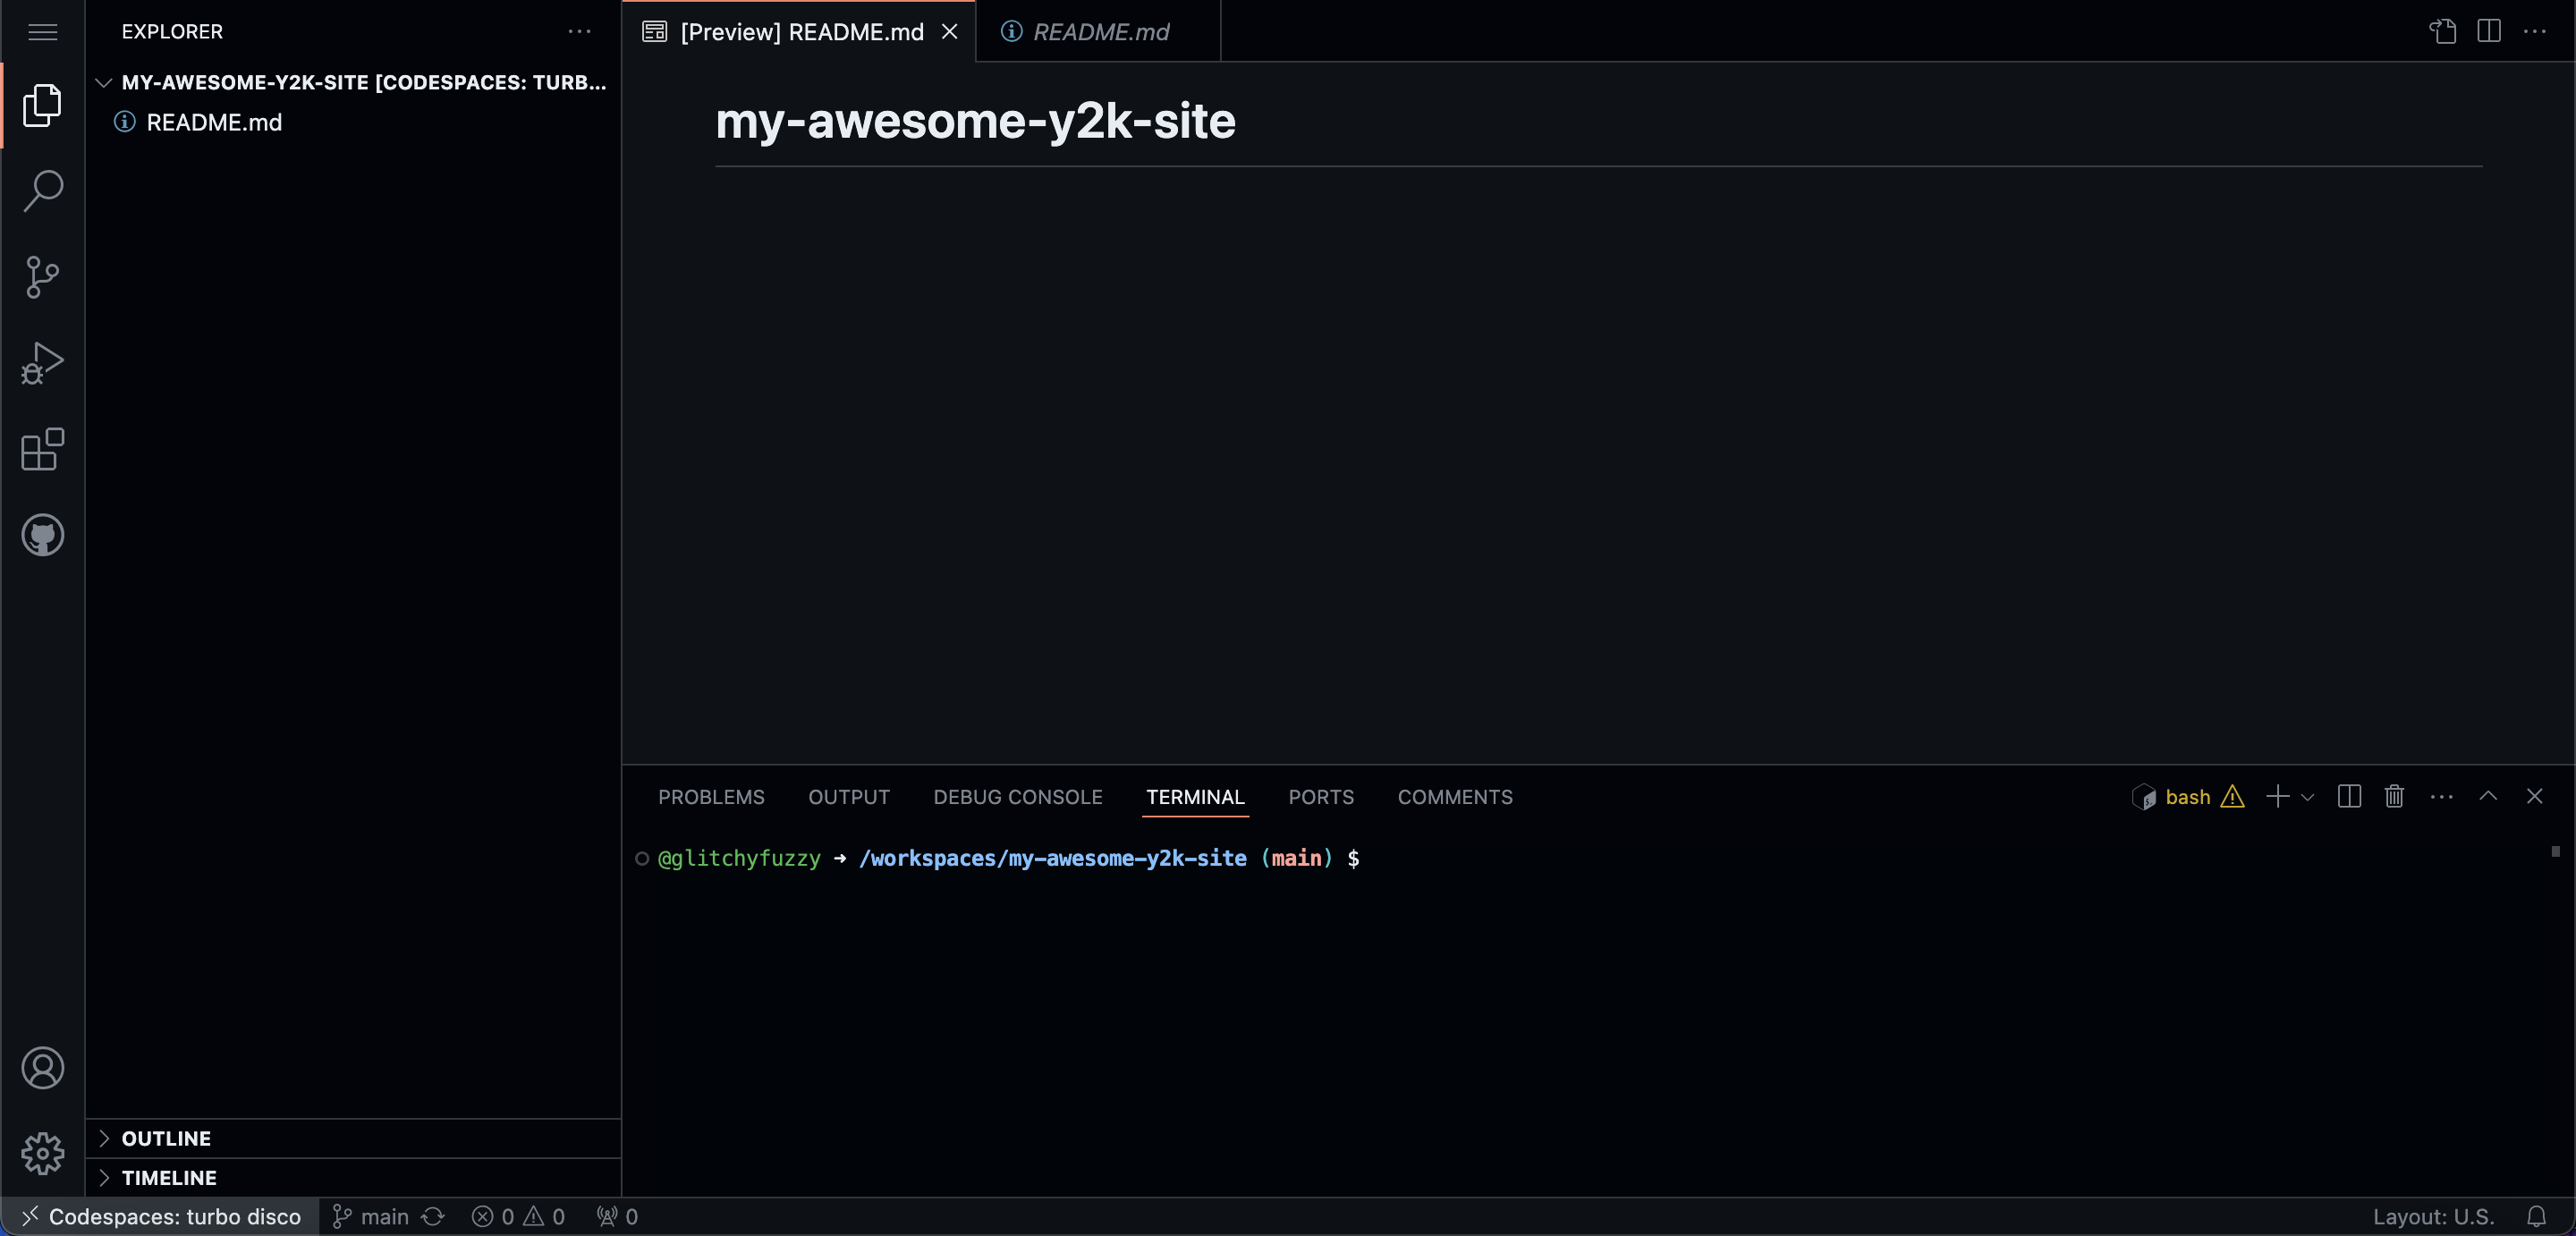 EXPLORER
[Preview] README.md
README.md
MY-AWESOME-Y2K-SITE [CODESPACES: TURB...
README.md
my-awesome-y2k-site
PROBLEMS OUTPUT DEBUG CONSOLE TERMINAL PORTS COMMENTS
bash
@glitchyfuzzy ➜ /workspaces/my-awesome-y2k-site (main) $
OUTLINE
TIMELINE
Codespaces: turbo disco main 0 0 0 Layout: U.S.